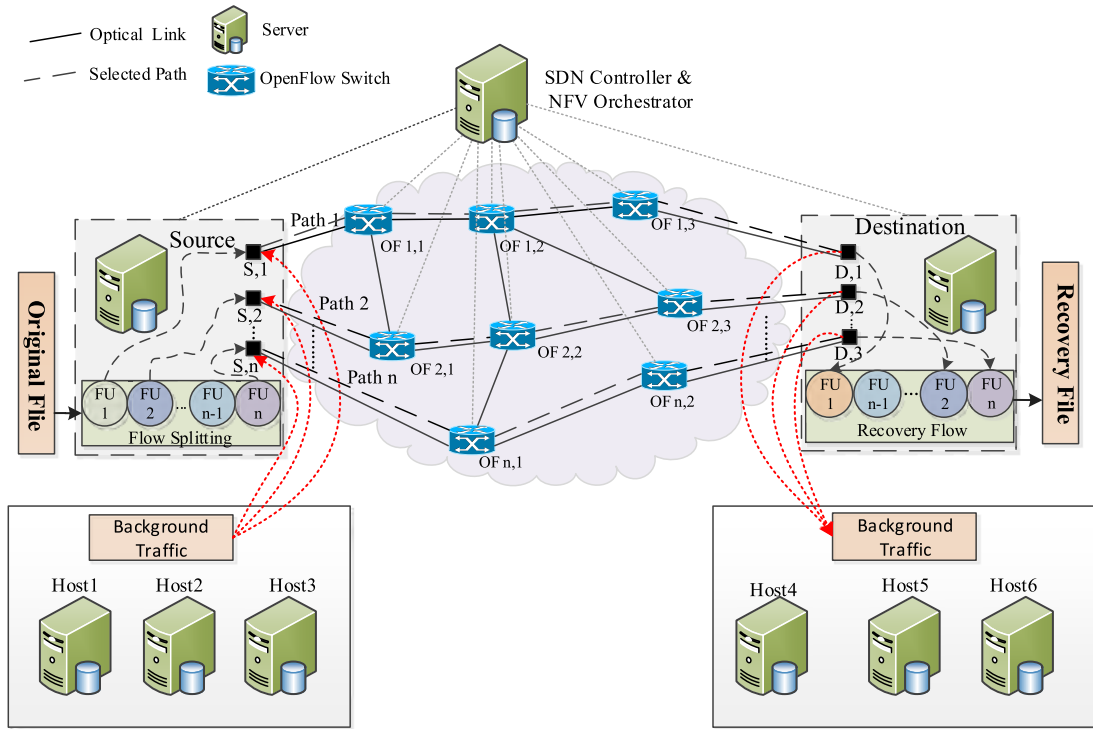 Optical Link
Server
Selected Path
OpenFlow Switch
SDN Controller &
NFV Orchestrator
Path 1
OF 1,1
OF 1,2
OF 1,3
Source
S,1
Destination
D,1
Path 2
S,2
OF 2,1
OF 2,2
OF 2,3
D,2
Path n
S,n
OF n,1
OF n,2
D,3
Original Flie
FU
1
FU
2
...
FU
n-1
FU
n
Flow Splitting
FU
1
FU
n-1
...
FU
2
FU
n
Recovery Flow
Recovery File
Background
Traffic
Host1
Host2
Host3
Background
Traffic
Host4
Host5
Host6